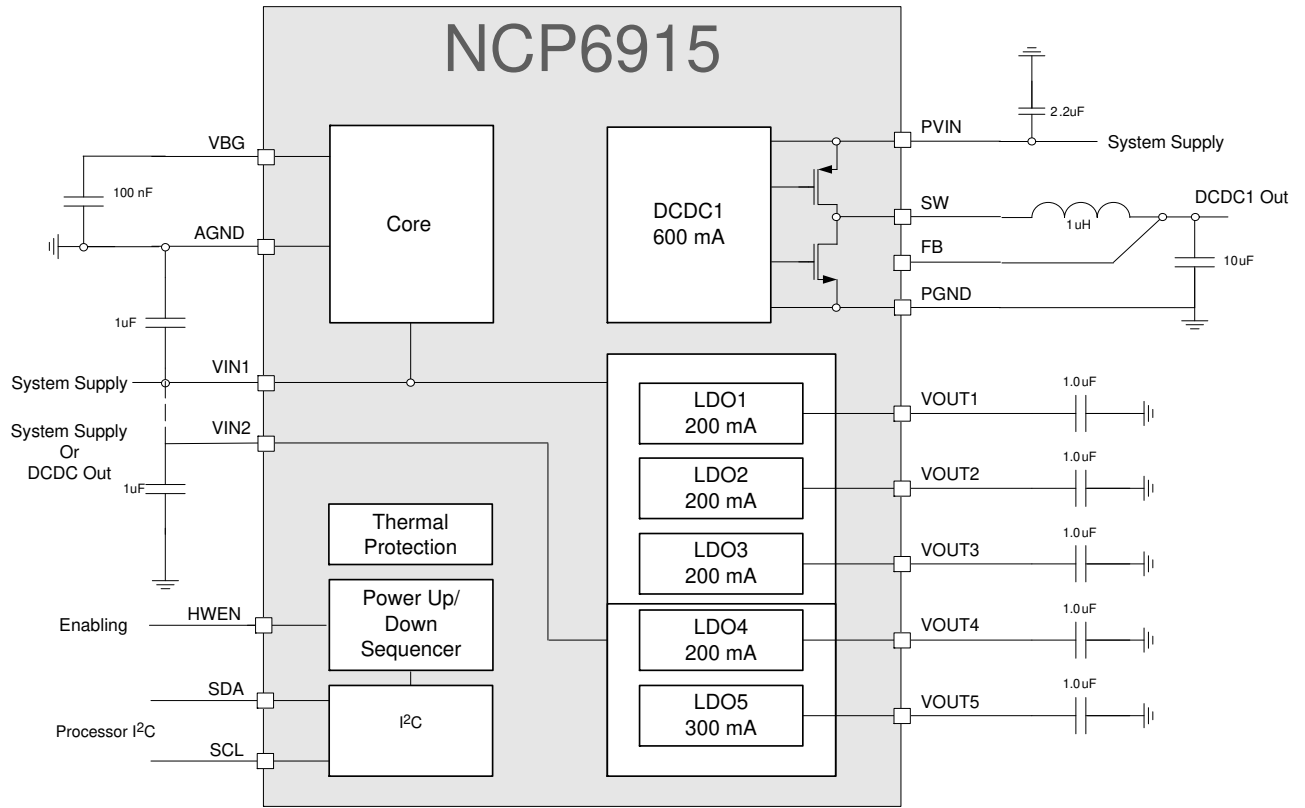 NCP6915
VBG
100 nF
AGND
1uF
System Supply
VIN1
System Supply
Or
DCDC Out
VIN2
1uF
Enabling
HWEN
SDA
Processor I²C
SCL
Core
Thermal
Protection
Power Up/
Down
Sequencer
I²C
DCDC1
600 mA
LDO1
200 mA
LDO2
200 mA
LDO3
200 mA
LDO4
200 mA
LDO5
300 mA
2.2uF
PVIN
System Supply
SW
1uH
DCDC1 Out
FB
10uF
PGND
VOUT1
1.0uF
VOUT2
1.0uF
VOUT3
1.0uF
VOUT4
1.0uF
VOUT5
1.0uF